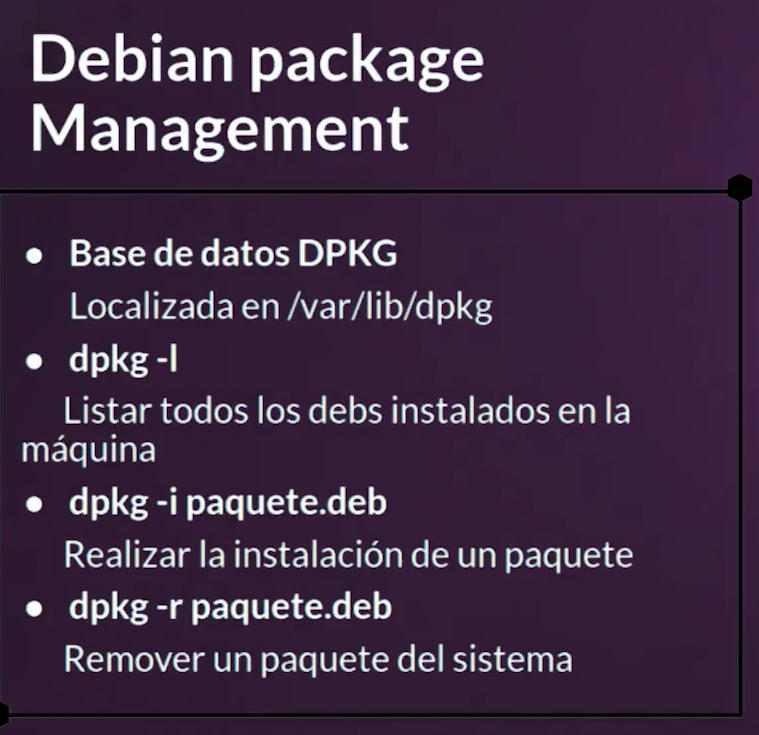 Debian package
Management
● Base de datos DPKG
Localizada en /var/lib/dpkg
● dpkg -l
Listar todos los debs instalados en la
máquina
● dpkg -i paquete.deb
Realizar la instalación de un paquete
● dpkg -r paquete.deb
Remover un paquete del sistema